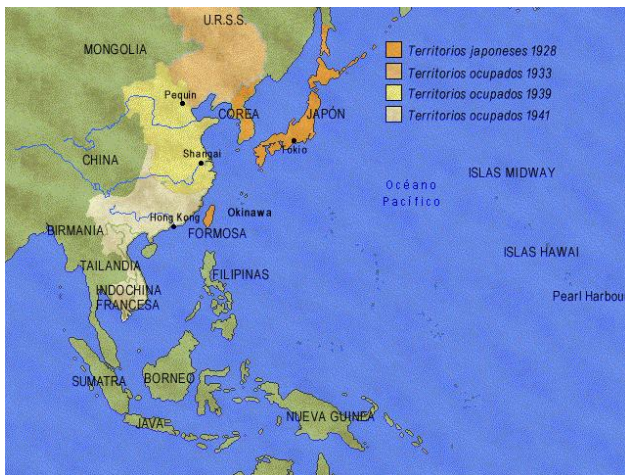 U.R.S.S.
MONGOLIA
Territorios japoneses 1928
Territorios ocupados 1933
Territorios ocupados 1939
Territorios ocupados 1941
Pequin
COREA
JAPÓN
Tokio
CHINA
Shangai
Océano
Pacífico
ISLAS MIDWAY
Hong Kong
Okinawa
BIRMANIA
FORMOSA
ISLAS HAWAI
TAILANDIA
FILIPINAS
INDOCHINA
FRANCESA
Pearl Harbour
SUMATRA
BORNEO
JAVA
NUEVA GUINEA